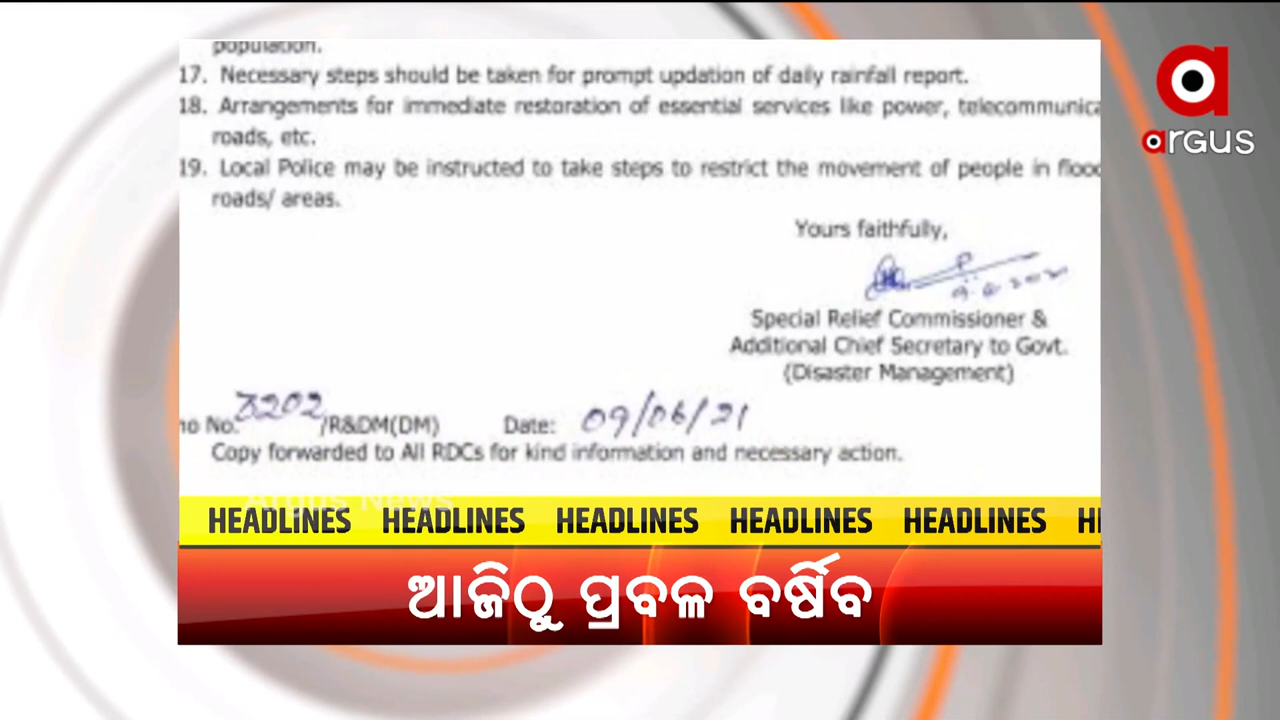 population.
17. Necessary steps should be taken for prompt updation of daily rainfall report.
18. Arrangements for immediate restoration of essential services like power, telecommunica
roads, etc.
19. Local Police may be instructed to take steps to restrict the movement of people in flood
roads/ areas.
Yours faithfully,
Special Relief Commissioner &
Additional Chief Secretary to Govt.
(Disaster Management)
no No. 3202 /R&DM(DM) Date: 09/06/21
Copy forwarded to All RDCs for kind information and necessary action.
Argus News
HEADLINES HEADLINES HEADLINES HEADLINES HEADLINES
ଆଜିଠୁ ପ୍ରବଳ ବର୍ଷିବ
argus